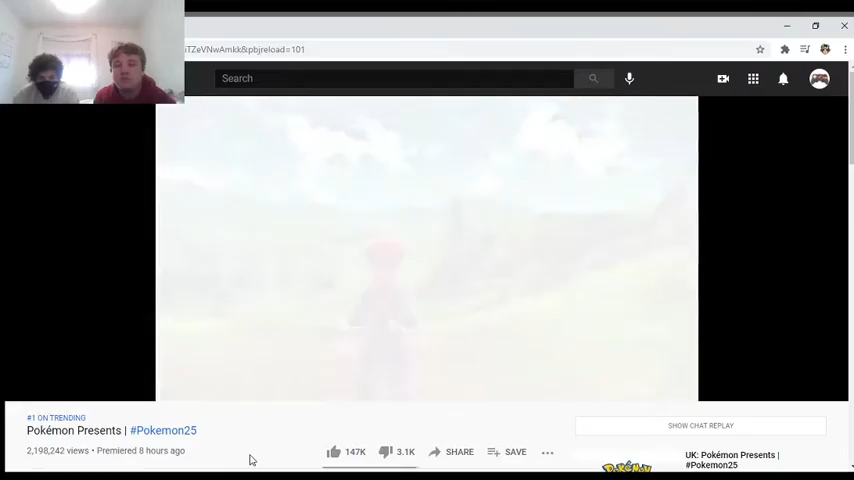 iTZeVNwAmkk&pbjreload=101
Search
#1 ON TRENDING
Pokémon Presents | #Pokemon25
2,198,242 views • Premiered 8 hours ago
147K
3.1K
SHARE
SAVE
SHOW CHAT REPLAY
UK: Pokémon Presents |
#Pokemon25
POKÉMON